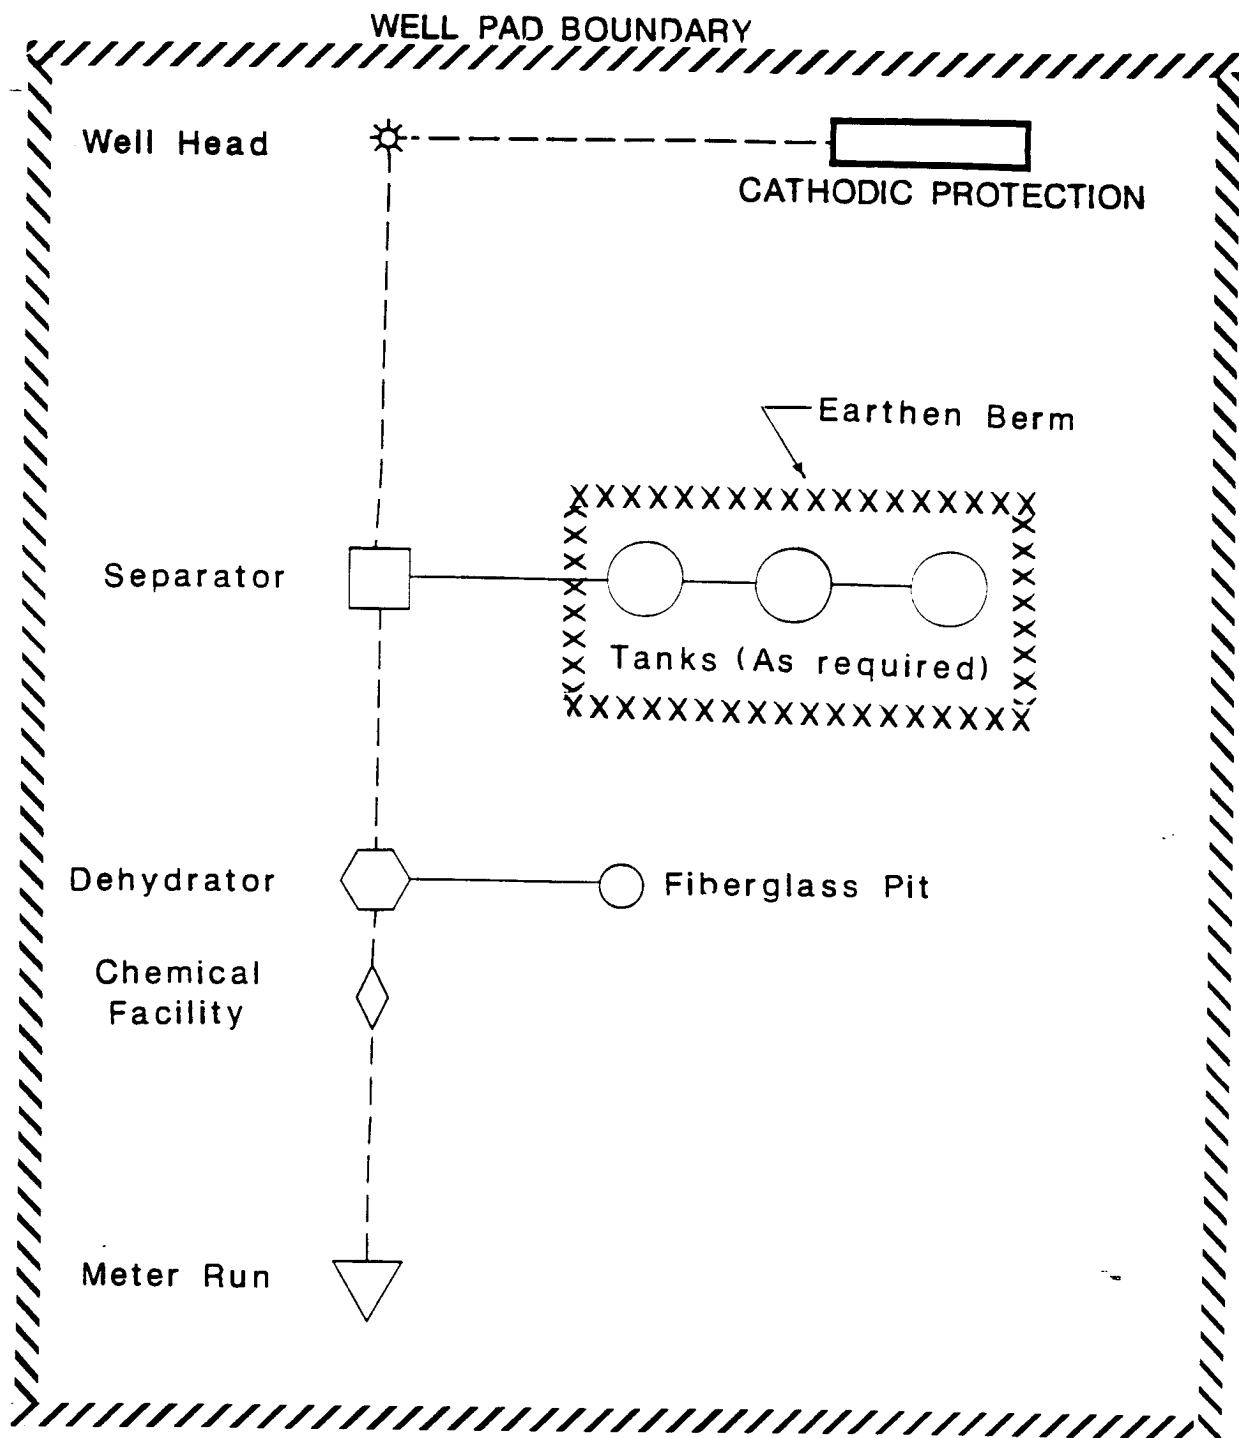 WELL PAD BOUNDARY
Well Head
CATHODIC PROTECTION
Earthen Berm
Separator
Tanks (As required)
Dehydrator
Fiberglass Pit
Chemical
Facility
Meter Run